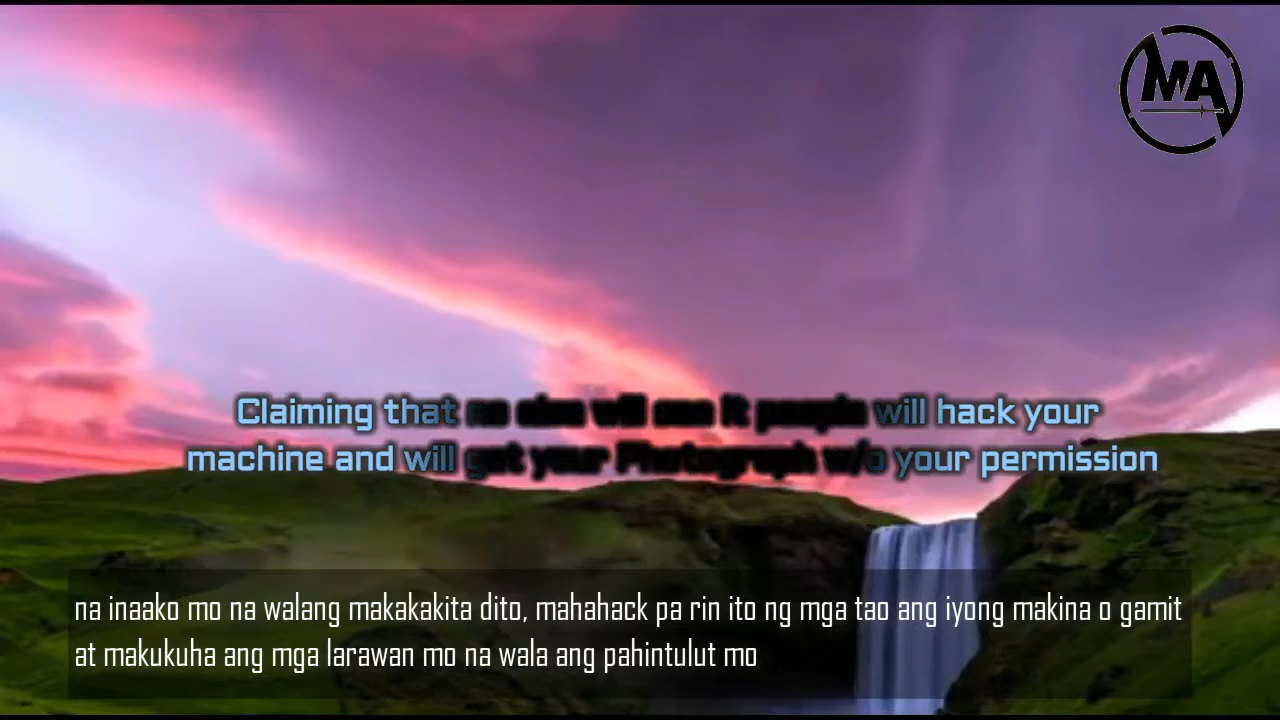 MA
Claiming that no else will see it people will hack your
machine and will get your Photograph w/o your permission
na inaako mo na walang makakakita dito, mahahack pa rin ito ng mga tao ang iyong makina o gamit
at makukuha ang mga larawan mo na wala ang pahintulut mo